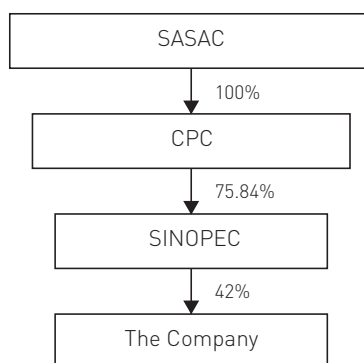 SASAC
100%
CPC
75.84%
SINOPEC
42%
The Company